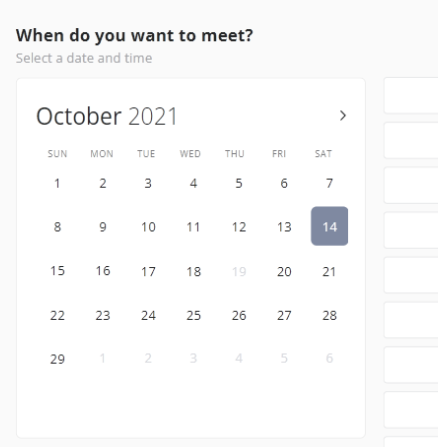 When do you want to meet?
Select a date and time
October 2021 >
SUN MON TUE WED THU FRI SAT
1 2 3 4 5 6 7
8 9 10 11 12 13 14
15 16 17 18 19 20 21
22 23 24 25 26 27 28
29 1 2 3 4 5 6